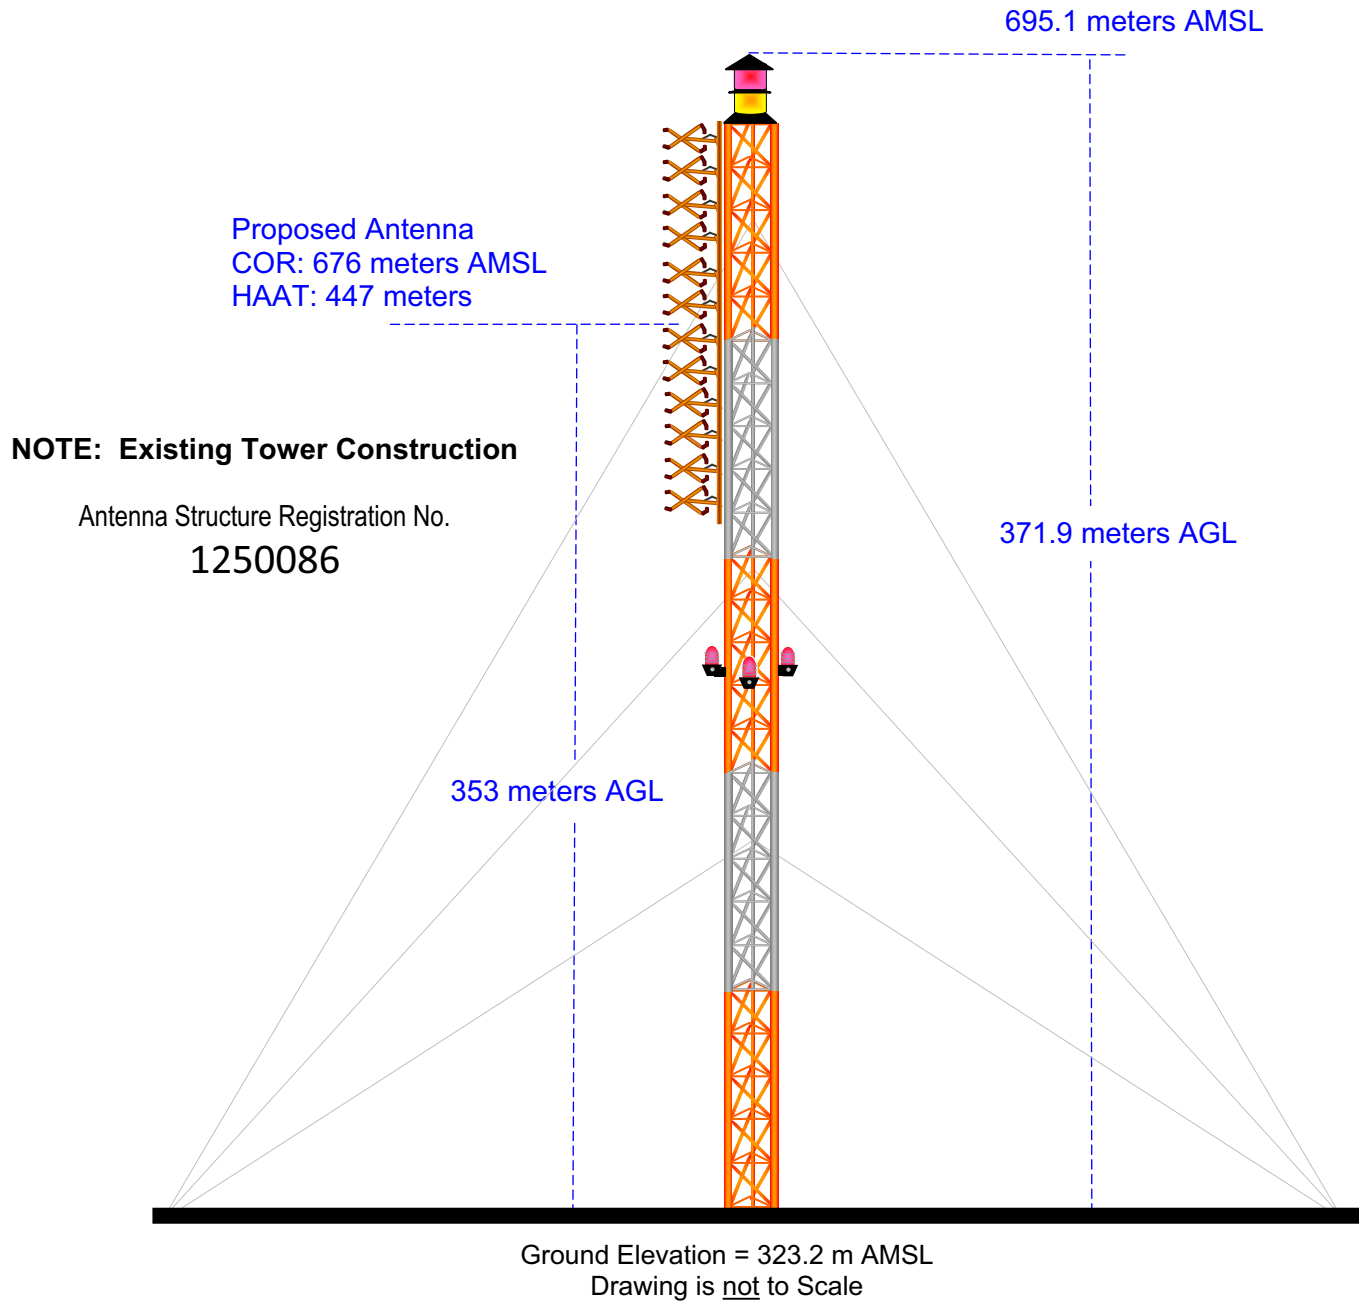 695.1 meters AMSL
Proposed Antenna
COR: 676 meters AMSL
HAAT: 447 meters
NOTE:  Existing Tower Construction
Antenna Structure Registration No.
1250086
371.9 meters AGL
353 meters AGL
Ground Elevation = 323.2 m AMSL
Drawing is not to Scale